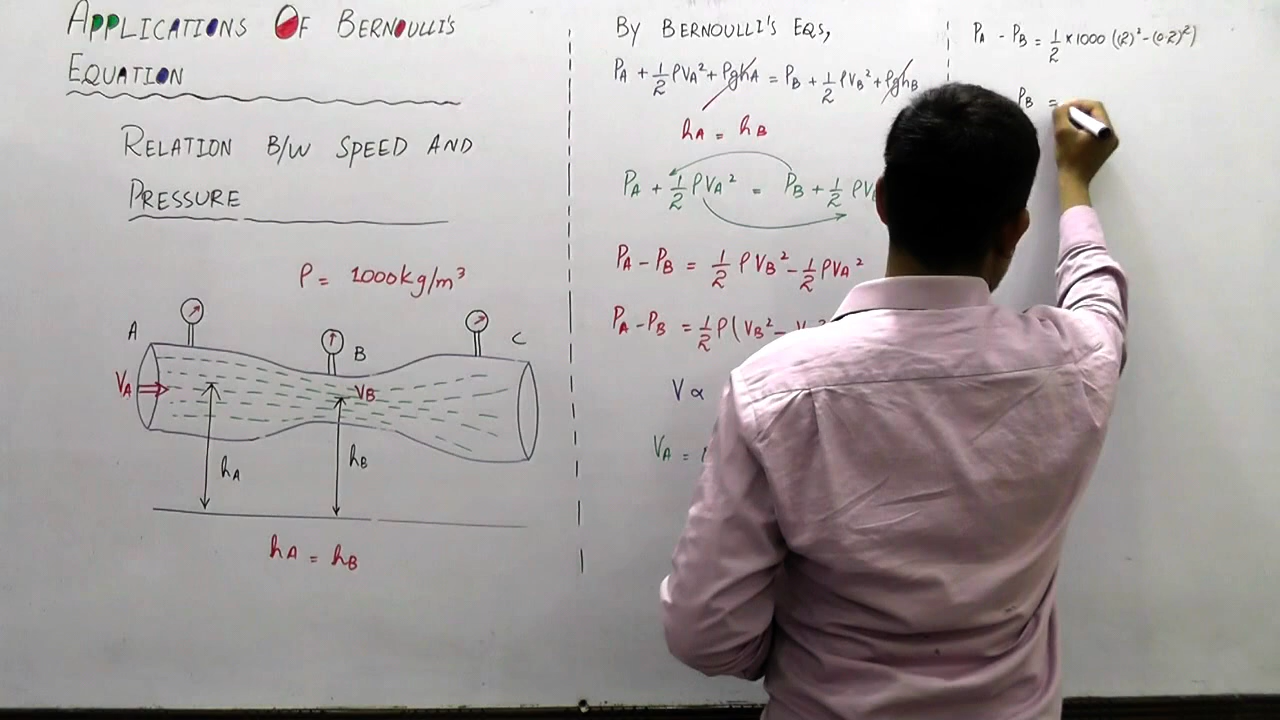 APPLICATIONS OF BERNOULLI'S
EQUATION
RELATION B/W SPEED AND
PRESSURE
ρ = 1000kg/m³
A
B
C
VA
VB
hA
hB
hA = hB
BY BERNOULLI'S EQS,
PA + 1/2 ρVA² + ρghA = PB + 1/2 ρVB² + ρghB
hA = hB
PA + 1/2 ρVA² = PB + 1/2 ρVB
PA - PB = 1/2 ρVB² - 1/2 ρVA²
PA - PB = 1/2 ρ(VB² -
V ∝
VA =
PA - PB = 1/2 × 1000 ((2)² - (0.2)²)
PB =